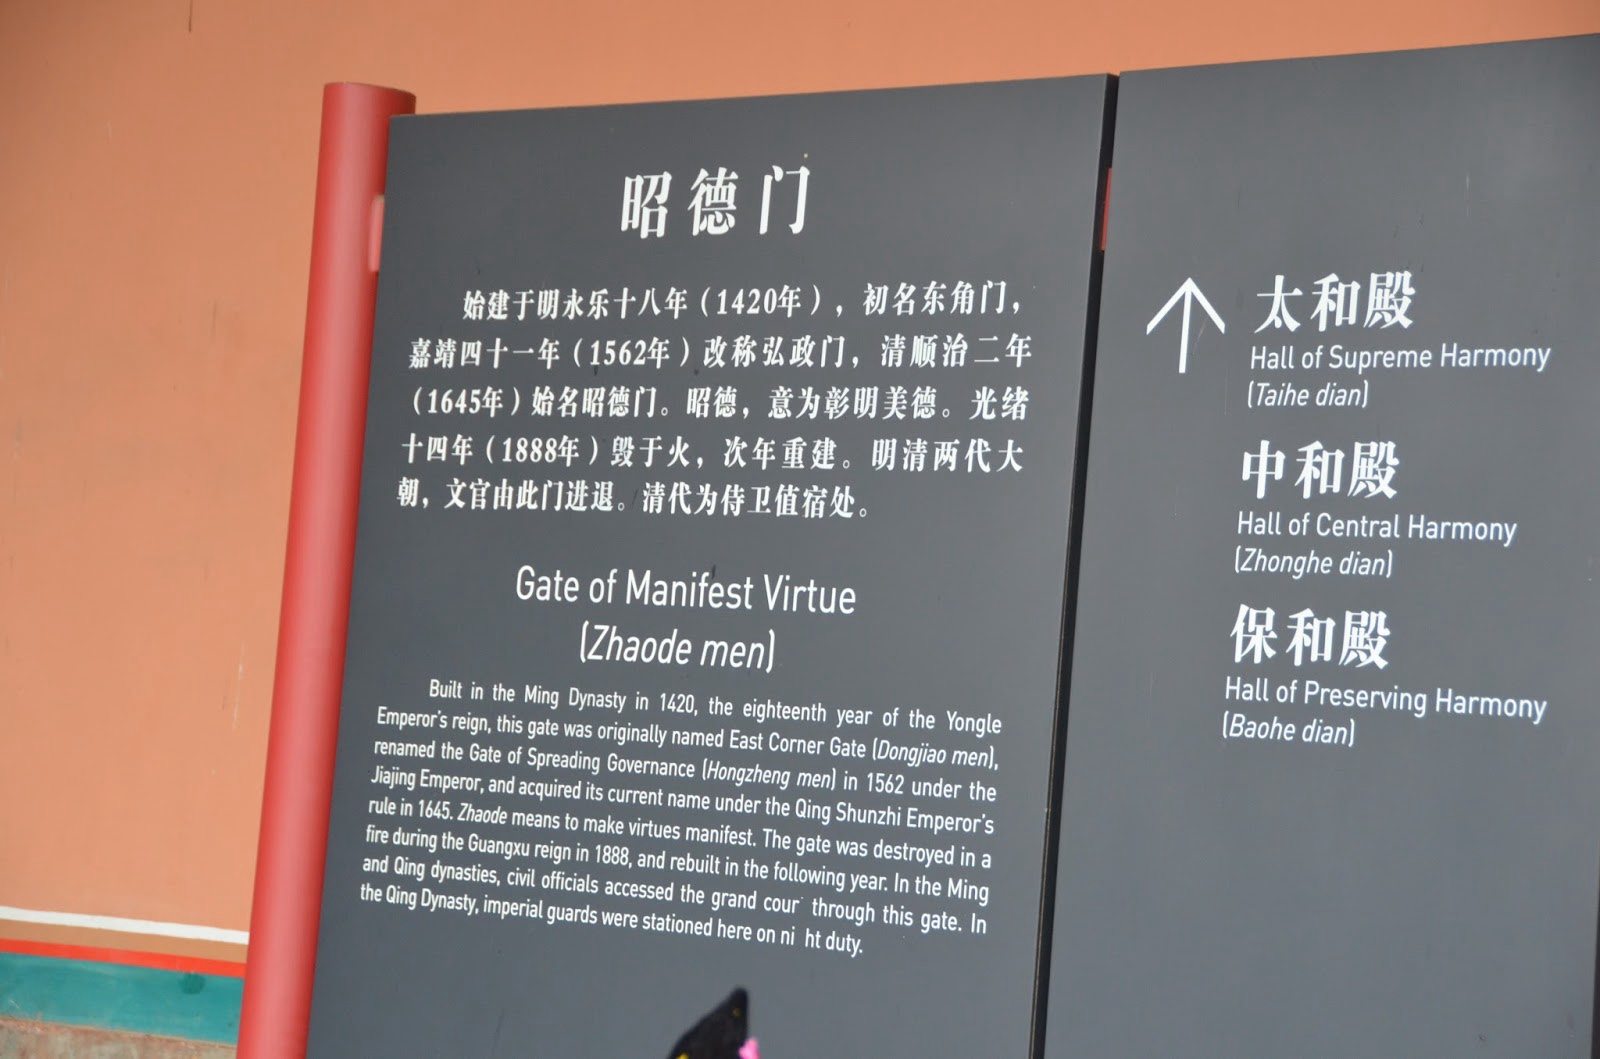 昭德门
始建于明永乐十八年（1420年），初名东角门，
嘉靖四十一年（1562年）改称弘政门，清顺治二年
（1645年）始名昭德门。昭德，意为彰明美德。光绪
十四年（1888年）毁于火，次年重建。明清两代大
朝，文官由此门进退。清代为侍卫值宿处。
Gate of Manifest Virtue
(Zhaode men)
Built in the Ming Dynasty in 1420, the eighteenth year of the Yongle
Emperor's reign, this gate was originally named East Corner Gate (Dongjiao men),
renamed the Gate of Spreading Governance (Hongzheng men) in 1562 under the
Jiajing Emperor, and acquired its current name under the Qing Shunzhi Emperor's
rule in 1645. Zhaode means to make virtues manifest. The gate was destroyed in a
fire during the Guangxu reign in 1888, and rebuilt in the following year. In the Ming
and Qing dynasties, civil officials accessed the grand cour through this gate. In
the Qing Dynasty, imperial guards were stationed here on ni ht duty.
太和殿
Hall of Supreme Harmony
(Taihe dian)
中和殿
Hall of Central Harmony
(Zhonghe dian)
保和殿
Hall of Preserving Harmony
(Baohe dian)